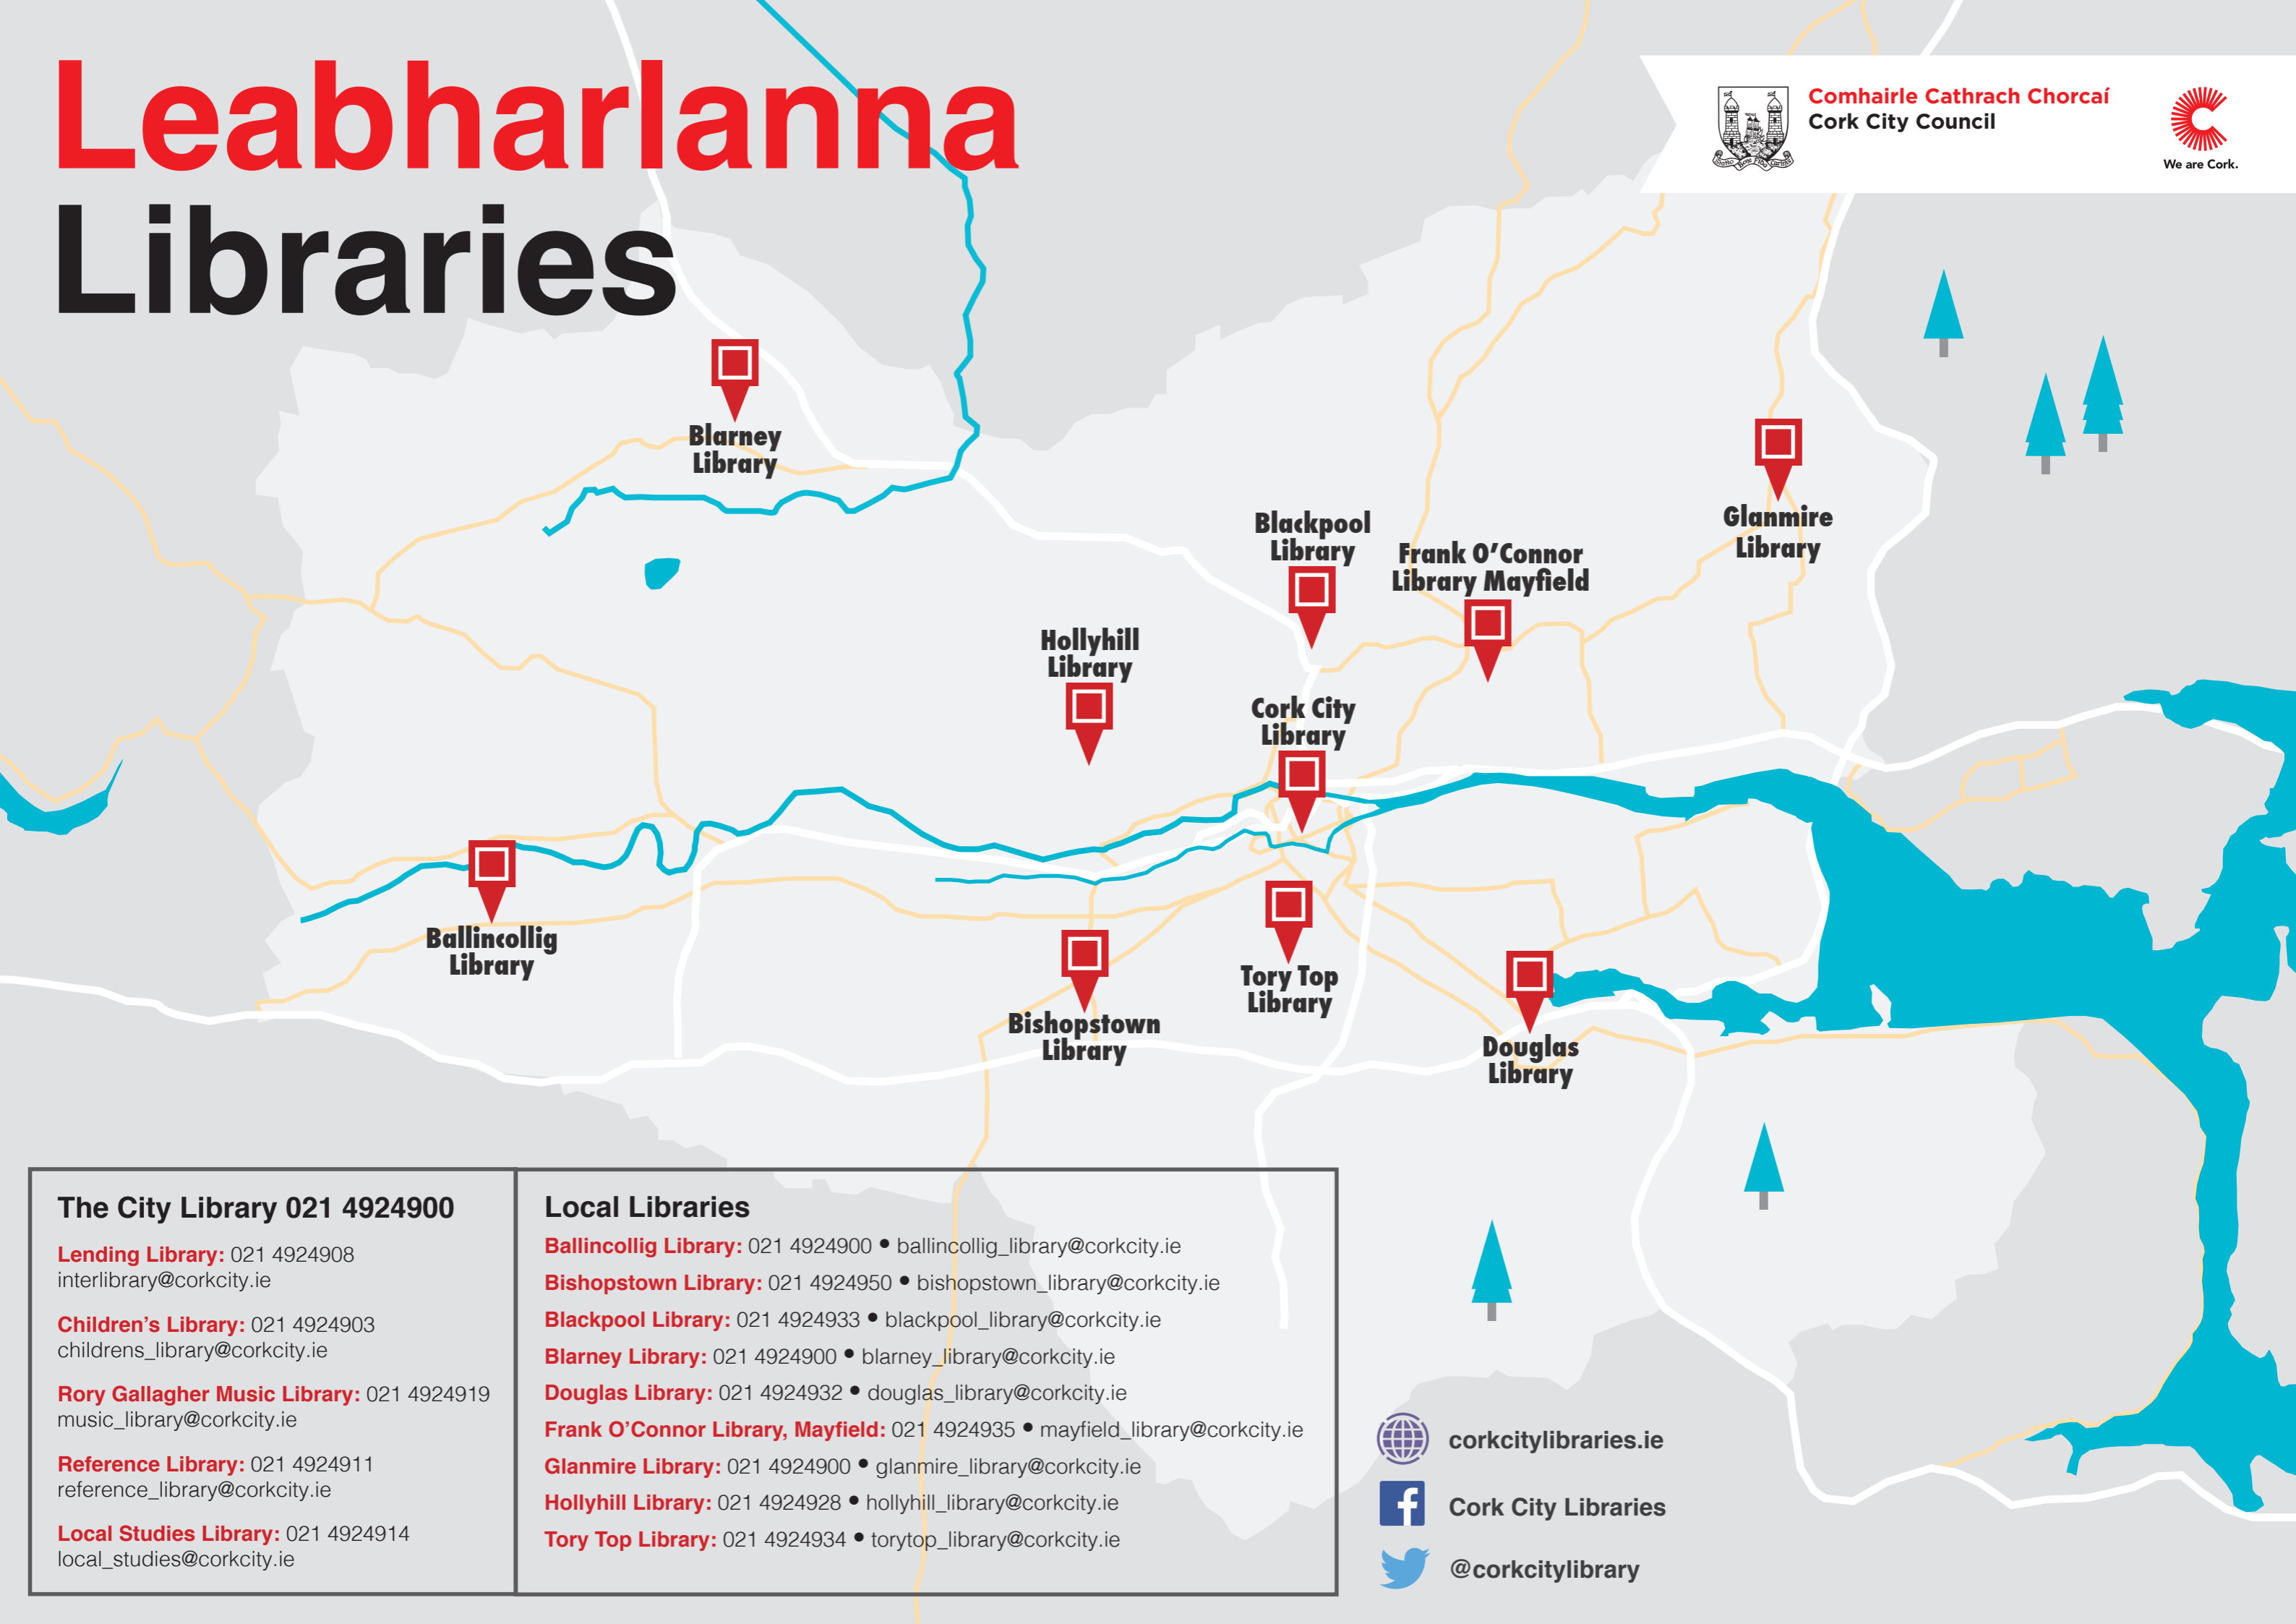 Leabharlanna
Libraries
Comhairle Cathrach Chorcaí
Cork City Council
We are Cork.
Blarney
Library
Glanmire
Library
Blackpool
Library
Frank O’Connor
Library Mayfield
Hollyhill
Library
Cork City
Library
Ballincollig
Library
Bishopstown
Library
Tory Top
Library
Douglas
Library
The City Library 021 4924900
Lending Library: 021 4924908
interlibrary@corkcity.ie
Children’s Library: 021 4924903
childrens_library@corkcity.ie
Rory Gallagher Music Library: 021 4924919
music_library@corkcity.ie
Reference Library: 021 4924911
reference_library@corkcity.ie
Local Studies Library: 021 4924914
local_studies@corkcity.ie
Local Libraries
Ballincollig Library: 021 4924900 • ballincollig_library@corkcity.ie
Bishopstown Library: 021 4924950 • bishopstown_library@corkcity.ie
Blackpool Library: 021 4924933 • blackpool_library@corkcity.ie
Blarney Library: 021 4924900 • blarney_library@corkcity.ie
Douglas Library: 021 4924932 • douglas_library@corkcity.ie
Frank O’Connor Library, Mayfield: 021 4924935 • mayfield_library@corkcity.ie
Glanmire Library: 021 4924900 • glanmire_library@corkcity.ie
Hollyhill Library: 021 4924928 • hollyhill_library@corkcity.ie
Tory Top Library: 021 4924934 • torytop_library@corkcity.ie
corkcitylibraries.ie
Cork City Libraries
@corkcitylibrary